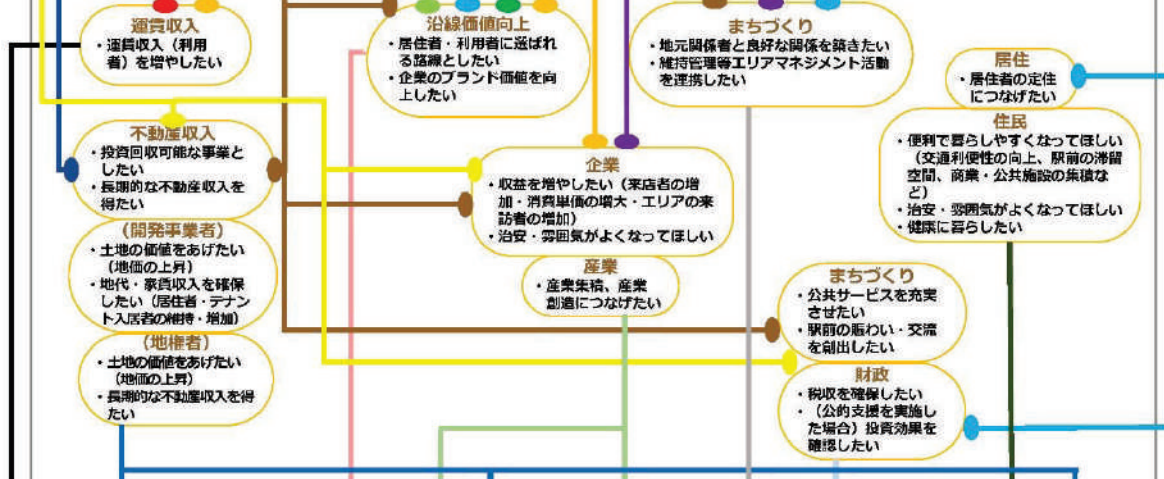 運賃収入
・運賃収入（利用
者）を増やしたい
沿線価値向上
・居住者・利用者に選ばれ
る路線としたい
・企業のブランド価値を向
上したい
まちづくり
・地元関係者と良好な関係を築きたい
・維持管理等エリアマネジメント活動
を連携したい
居住
・居住者の定住
につなげたい
不動産収入
・投資回収可能な事業と
したい
・長期的な不動産収入を
得たい
（開発事業者）
・土地の価値をあげたい
（地価の上昇）
・地代・家賃収入を確保
したい（居住者・テナン
ト入居者の維持・増加）
（地権者）
・土地の価値をあげたい
（地価の上昇）
・長期的な不動産収入を得
たい
企業
・収益を増やしたい（来店者の増
加・消費単価の増大・エリアの来
訪者の増加）
・治安・雰囲気がよくなってほしい
産業
・産業集積、産業
創造につなげたい
住民
・便利で暮らしやすくなってほしい
（交通利便性の向上、駅前の滞留
空間、商業・公共施設の集積な
ど）
・治安・雰囲気がよくなってほしい
・健康に暮らしたい
まちづくり
・公共サービスを充実
させたい
・駅前の賑わい・交流
を創出したい
財政
・税収を確保したい
・（公的支援を実施し
た場合）投資効果を
確認したい